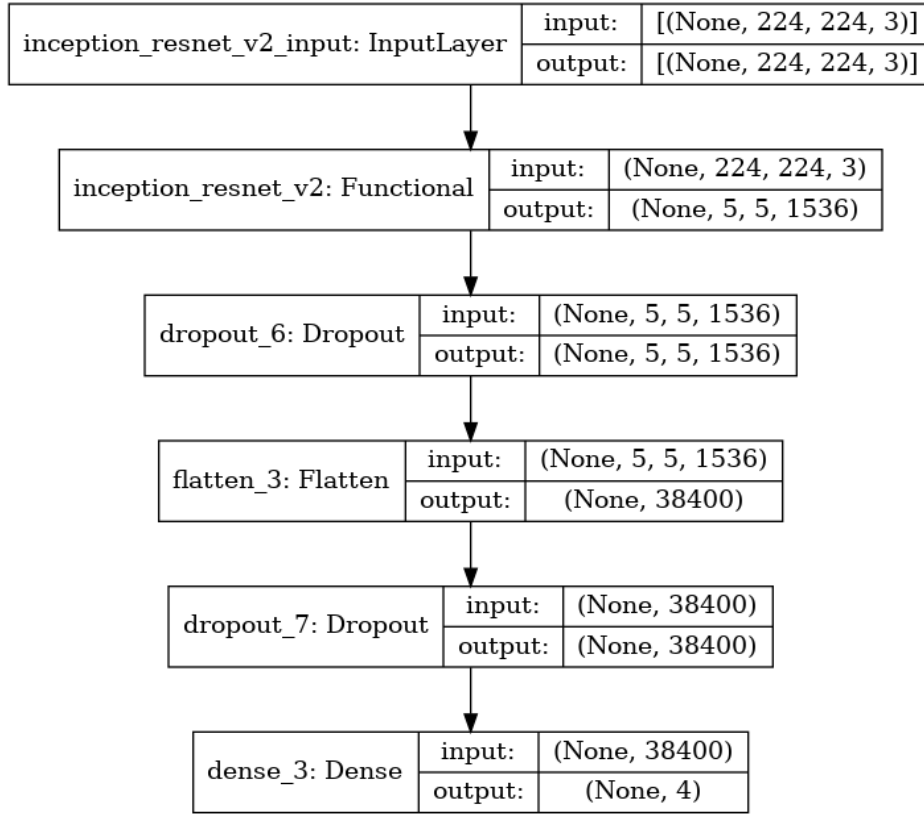 inception_resnet_v2_input: InputLayer
input:
[(None, 224, 224, 3)]
output:
[(None, 224, 224, 3)]
inception_resnet_v2: Functional
input:
(None, 224, 224, 3)
output:
(None, 5, 5, 1536)
dropout_6: Dropout
input:
(None, 5, 5, 1536)
output:
(None, 5, 5, 1536)
flatten_3: Flatten
input:
(None, 5, 5, 1536)
output:
(None, 38400)
dropout_7: Dropout
input:
(None, 38400)
output:
(None, 38400)
dense_3: Dense
input:
(None, 38400)
output:
(None, 4)